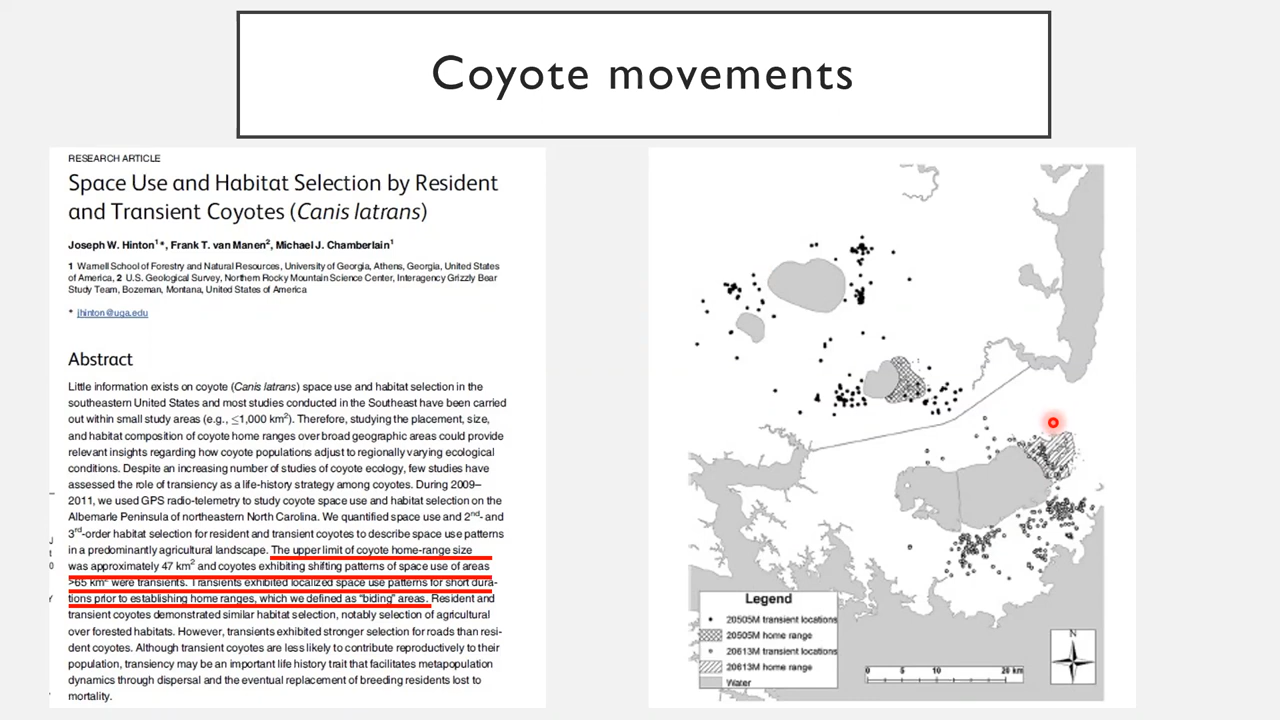 Coyote movements
RESEARCH ARTICLE
Space Use and Habitat Selection by Resident
and Transient Coyotes (Canis latrans)
Joseph W. Hinton1*, Frank T. van Manen2, Michael J. Chamberlain1
1 Warnell School of Forestry and Natural Resources, University of Georgia, Athens, Georgia, United States
of America, 2 U.S. Geological Survey, Northern Rocky Mountain Science Center, Interagency Grizzly Bear
Study Team, Bozeman, Montana, United States of America
* jhinton@uga.edu
Abstract
Little information exists on coyote (Canis latrans) space use and habitat selection in the
southeastern United States and most studies conducted in the Southeast have been carried
out within small study areas (e.g., ≤1,000 km2). Therefore, studying the placement, size,
and habitat composition of coyote home ranges over broad geographic areas could provide
relevant insights regarding how coyote populations adjust to regionally varying ecological
conditions. Despite an increasing number of studies of coyote ecology, few studies have
assessed the role of transiency as a life-history strategy among coyotes. During 2009–
2011, we used GPS radio-telemetry to study coyote space use and habitat selection on the
Albemarle Peninsula of northeastern North Carolina. We quantified space use and 2nd- and
3rd-order habitat selection for resident and transient coyotes to describe space use patterns
in a predominantly agricultural landscape. The upper limit of coyote home-range size
was approximately 47 km2 and coyotes exhibiting shifting patterns of space use of areas
>65 km2 were transients. Transients exhibited localized space use patterns for short dura-
tions prior to establishing home ranges, which we defined as “biding” areas. Resident and
transient coyotes demonstrated similar habitat selection, notably selection of agricultural
over forested habitats. However, transients exhibited stronger selection for roads than resi-
dent coyotes. Although transient coyotes are less likely to contribute reproductively to their
population, transiency may be an important life history trait that facilitates metapopulation
dynamics through dispersal and the eventual replacement of breeding residents lost to
mortality.
Legend
20505M transient locations
20505M home range
20613M transient locations
20613M home range
Water
0 5 10 20 km
N